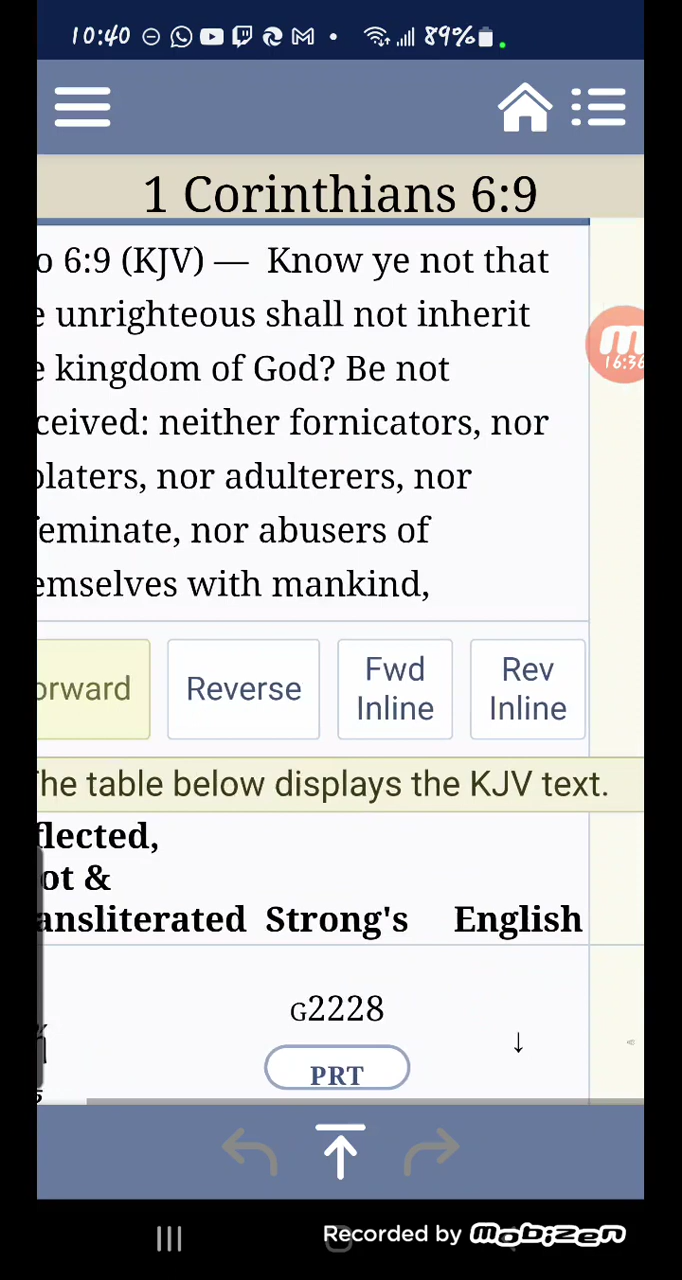 10:40 89%
1 Corinthians 6:9
o 6:9 (KJV) — Know ye not that
e unrighteous shall not inherit
e kingdom of God? Be not
ceived: neither fornicators, nor
olaters, nor adulterers, nor
feminate, nor abusers of
emselves with mankind,
orward Reverse Fwd Inline Rev Inline
The table below displays the KJV text.
flected,
ot &
ansliterated Strong's English
G2228
↓
PRT
16:36
Recorded by mobizen